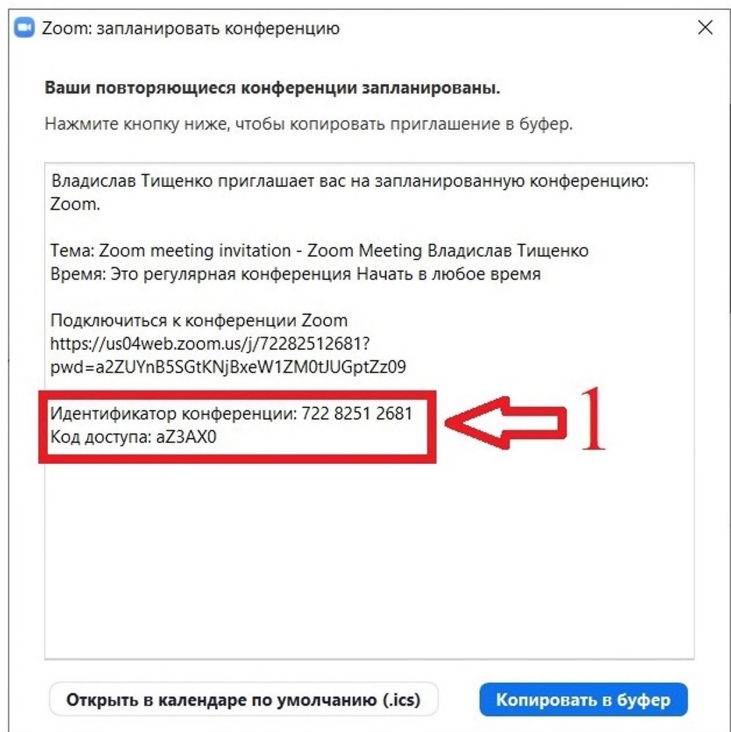 Zoom: запланировать конференцию
Ваши повторяющиеся конференции запланированы.
Нажмите кнопку ниже, чтобы копировать приглашение в буфер.
Владислав Тищенко приглашает вас на запланированную конференцию:
Zoom.
Тема: Zoom meeting invitation - Zoom Meeting Владислав Тищенко
Время: Это регулярная конференция Начать в любое время
Подключиться к конференции Zoom
https://us04web.zoom.us/j/72282512681?
pwd=a2ZUYnB5SGtKNjBxeW1ZM0tJUGptZz09
Идентификатор конференции: 722 8251 2681
Код доступа: aZ3AX0
1
Открыть в календаре по умолчанию (.ics)
Копировать в буфер